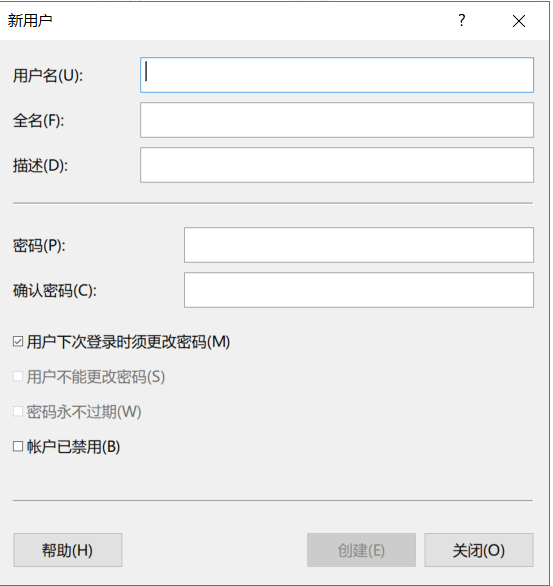 新用户
?
用户名(U):
全名(F):
描述(D):
密码(P):
确认密码(C):
用户下次登录时须更改密码(M)
用户不能更改密码(S)
密码永不过期(W)
帐户已禁用(B)
帮助(H) 创建(E) 关闭(O)